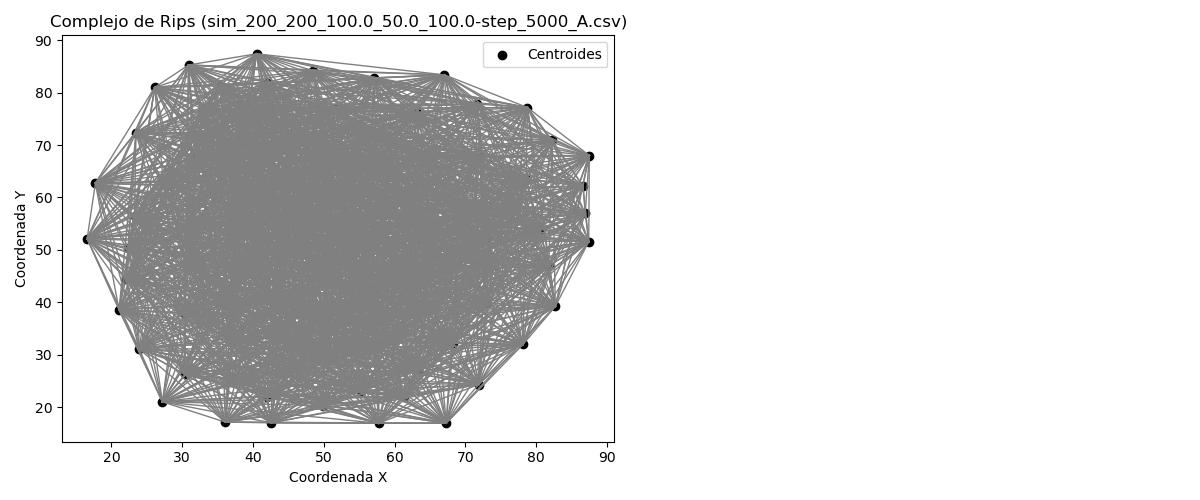 Complejo de Rips (sim_200_200_100.0_50.0_100.0-step_5000_A.csv)
Centroides
90
80
70
60
50
40
30
20
Coordenada Y
20 30 40 50 60 70 80 90
Coordenada X